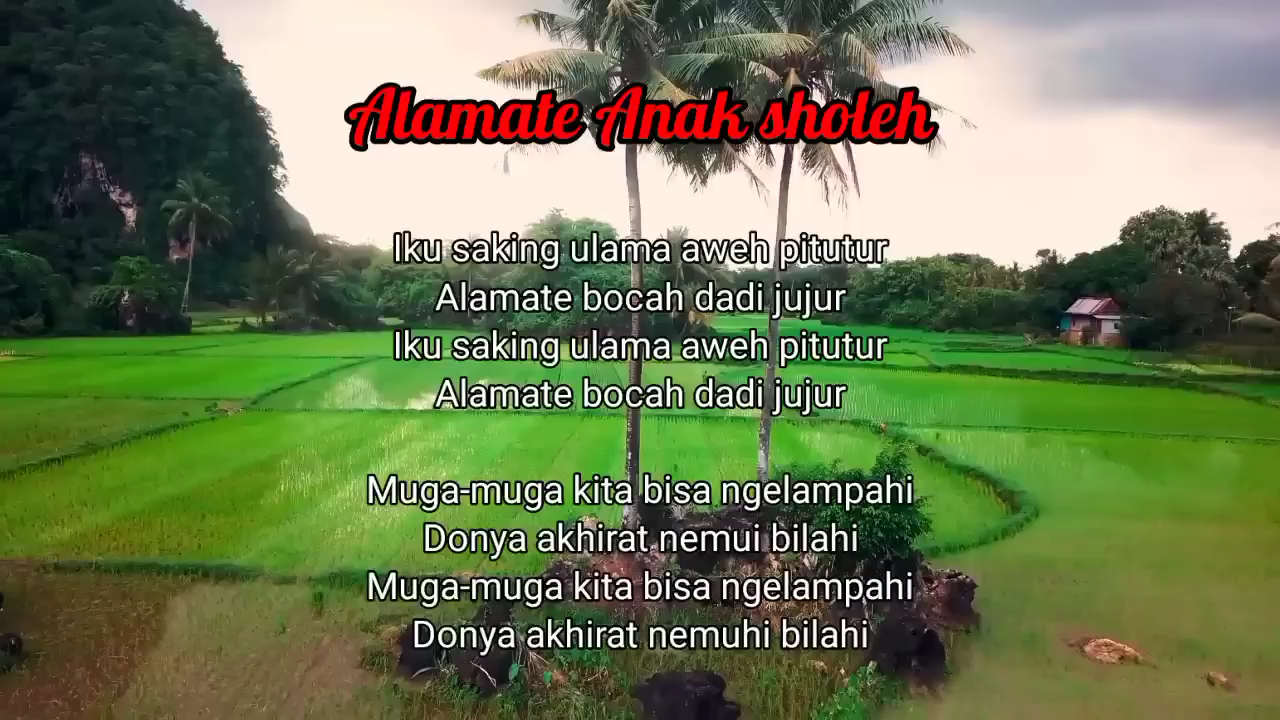 Alamate Anak sholeh
Iku saking ulama aweh pitutur
Alamate bocah dadi jujur
Iku saking ulama aweh pitutur
Alamate bocah dadi jujur
Muga-muga kita bisa ngelampahi
Donya akhirat nemui bilahi
Muga-muga kita bisa ngelampahi
Donya akhirat nemuhi bilahi